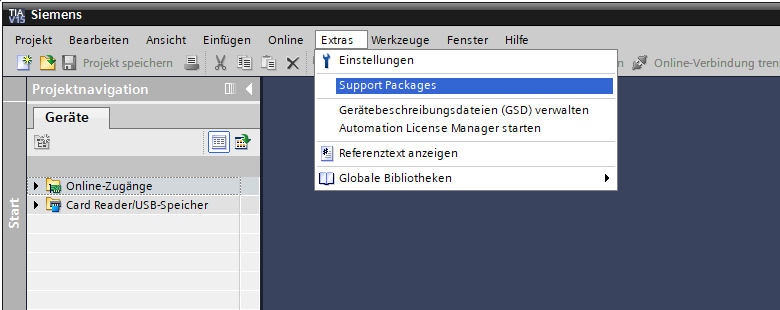 TIA V15 Siemens
Projekt Bearbeiten Ansicht Einfügen Online Extras Werkzeuge Fenster Hilfe
Projekt speichern Online-Verbindung tren
Projektnavigation
Geräte
Online-Zugänge
Card Reader/USB-Speicher
Start
Einstellungen
Support Packages
Gerätebeschreibungsdateien (GSD) verwalten
Automation License Manager starten
Referenztext anzeigen
Globale Bibliotheken